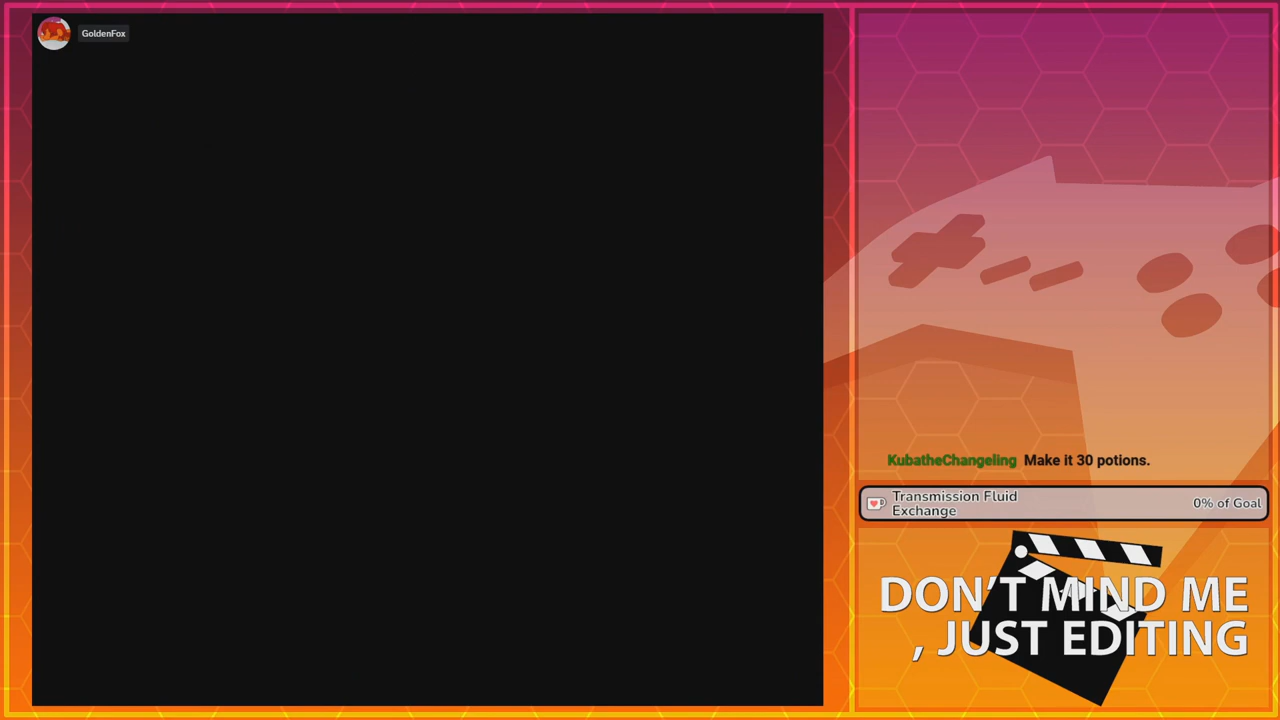 GoldenFox
KubatheChangeling Make it 30 potions.
Transmission Fluid
Exchange
0% of Goal
DON'T MIND ME
, JUST EDITING